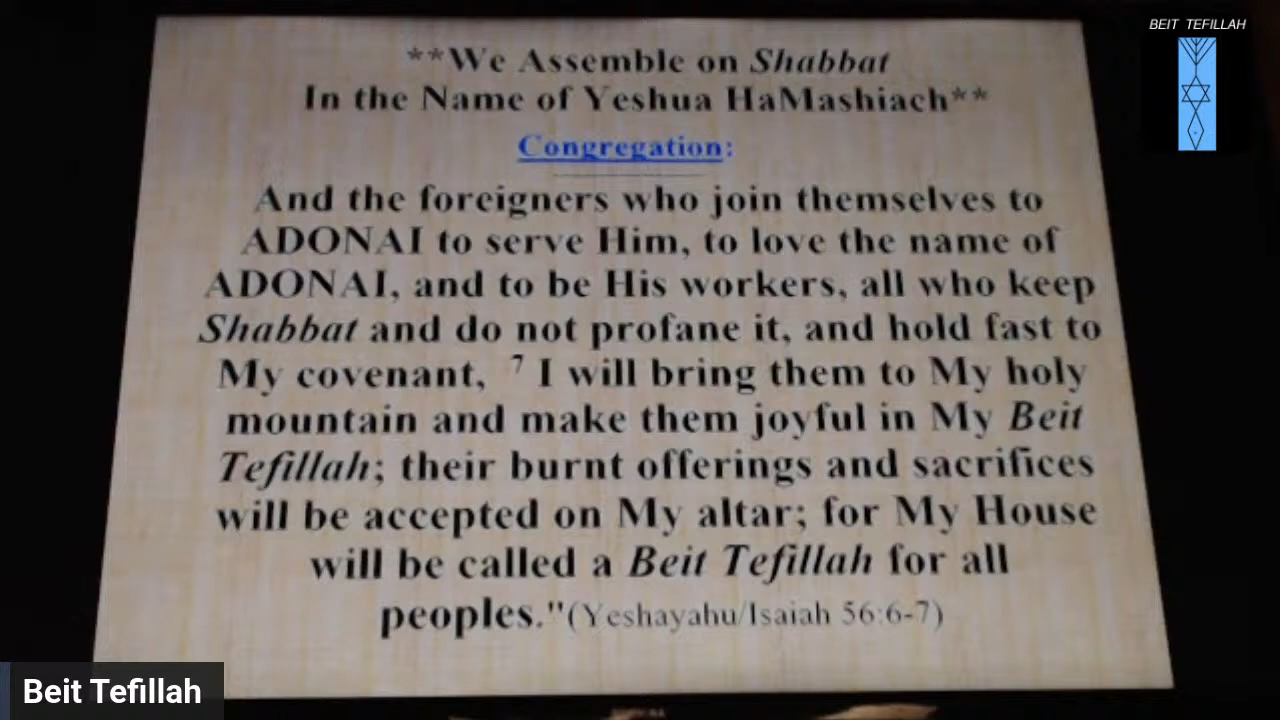 BEIT TEFILLAH
**We Assemble on Shabbat
In the Name of Yeshua HaMashiach**
Congregation:
And the foreigners who join themselves to
ADONAI to serve Him, to love the name of
ADONAI, and to be His workers, all who keep
Shabbat and do not profane it, and hold fast to
My covenant, ⁷ I will bring them to My holy
mountain and make them joyful in My Beit
Tefillah; their burnt offerings and sacrifices
will be accepted on My altar; for My House
will be called a Beit Tefillah for all
peoples."(Yeshayahu/Isaiah 56:6-7)
Beit Tefillah